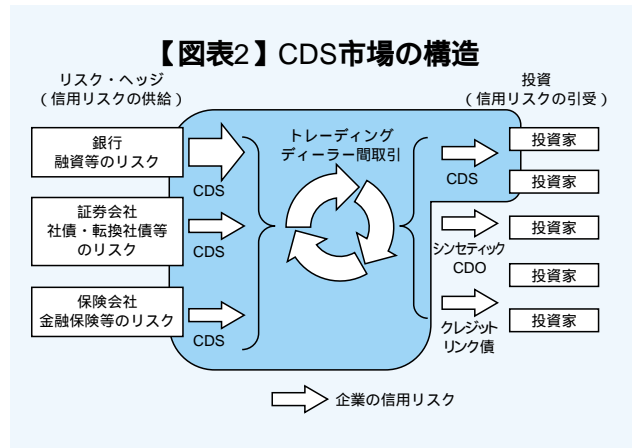 【図表2】CDS市場の構造
リスク・ヘッジ
（信用リスクの供給）
投資
（信用リスクの引受）
銀行
融資等のリスク
CDS
証券会社
社債・転換社債等
のリスク
CDS
保険会社
金融保険等のリスク
CDS
トレーディング
ディーラー間取引
CDS
シンセティック
CDO
クレジット
リンク債
投資家
投資家
投資家
投資家
投資家
企業の信用リスク